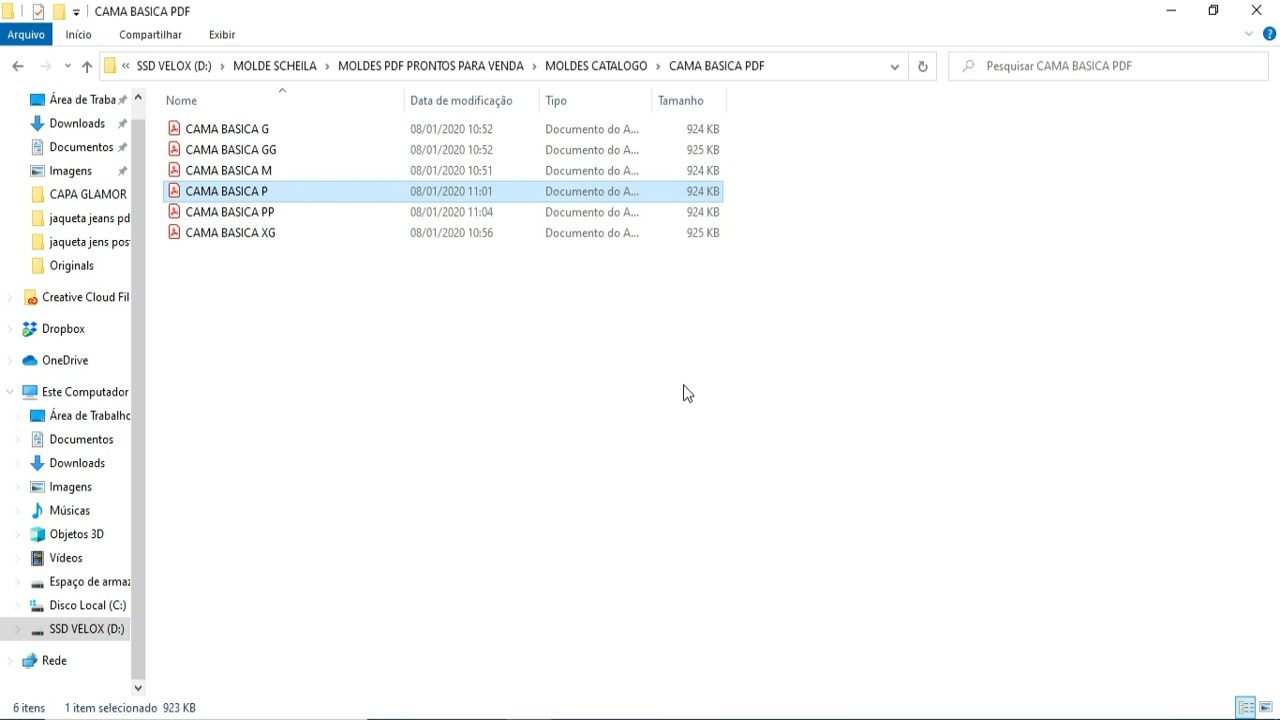 CAMA BASICA PDF
Arquivo Início Compartilhar Exibir
« SSD VELOX (D:) › MOLDE SCHEILA › MOLDES PDF PRONTOS PARA VENDA › MOLDES CATALOGO › CAMA BASICA PDF
Pesquisar CAMA BASICA PDF
Área de Traba
Downloads
Documentos
Imagens
CAPA GLAMOR
jaqueta jeans pd
jaqueta jens pos
Originals
Creative Cloud Fil
Dropbox
OneDrive
Este Computador
Área de Trabalho
Documentos
Downloads
Imagens
Músicas
Objetos 3D
Vídeos
Espaço de armaz
Disco Local (C:)
SSD VELOX (D:)
Rede
Nome Data de modificação Tipo Tamanho
CAMA BASICA G 08/01/2020 10:52 Documento do A... 924 KB
CAMA BASICA GG 08/01/2020 10:52 Documento do A... 925 KB
CAMA BASICA M 08/01/2020 10:51 Documento do A... 924 KB
CAMA BASICA P 08/01/2020 11:01 Documento do A... 924 KB
CAMA BASICA PP 08/01/2020 11:04 Documento do A... 924 KB
CAMA BASICA XG 08/01/2020 10:56 Documento do A... 925 KB
6 itens 1 item selecionado 923 KB